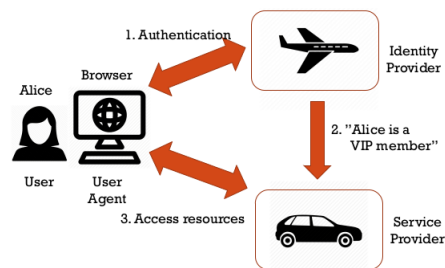 1. Authentication
Browser
Identity
Provider
Alice
2. "Alice is a
VIP member"
User
User
Agent
3. Access resources
Service
Provider